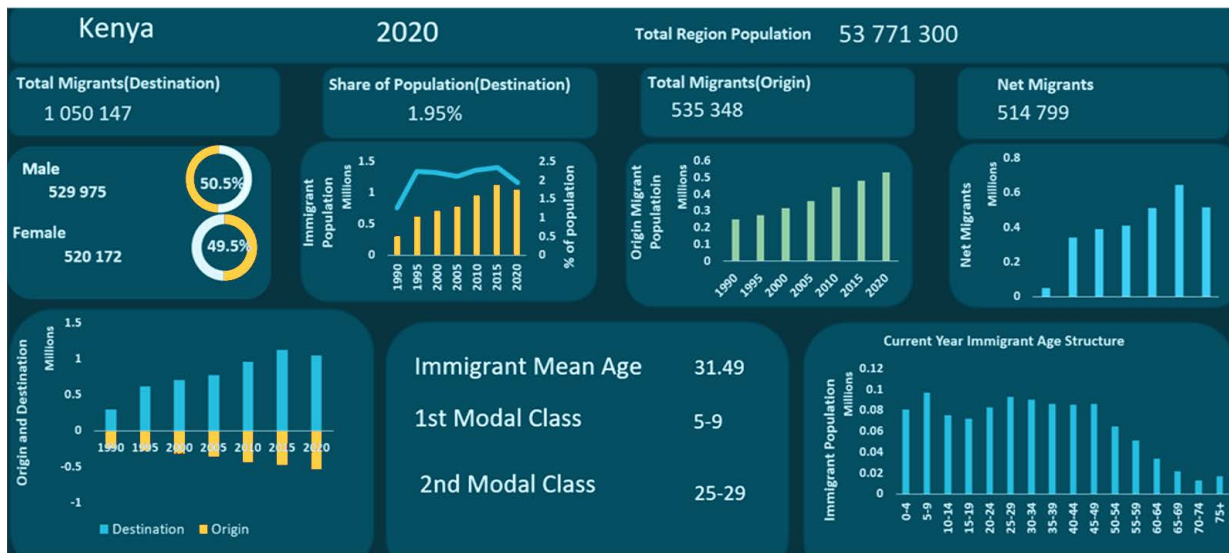 Kenya
2020
Total Region Population
53 771 300
Total Migrants(Destination)
1 050 147
Share of Population(Destination)
1.95%
Total Migrants(Origin)
535 348
Net Migrants
514 799
Male
529 975
50.5%
Female
520 172
49.5%
Immigrant
Population
Millions
1.5
1
0.5
0
2.5
2
1.5
1
0.5
0
% of population
1990
1995
2000
2005
2010
2015
2020
Origin Migrant
Populatioin
Millions
0.6
0.5
0.4
0.3
0.2
0.1
0
1990
1995
2000
2005
2010
2015
2020
Net Migrants
Millions
0.8
0.6
0.4
0.2
0
Origin and Destination
Millions
1.5
1
0.5
0
-0.5
-1
1990
1995
2000
2005
2010
2015
2020
Destination
Origin
Immigrant Mean Age
31.49
1st Modal Class
5-9
2nd Modal Class
25-29
Current Year Immigrant Age Structure
Immigrant Population
Millions
0.12
0.1
0.08
0.06
0.04
0.02
0
0-4
5-9
10-14
15-19
20-24
25-29
30-34
35-39
40-44
45-49
50-54
55-59
60-64
65-69
70-74
75+